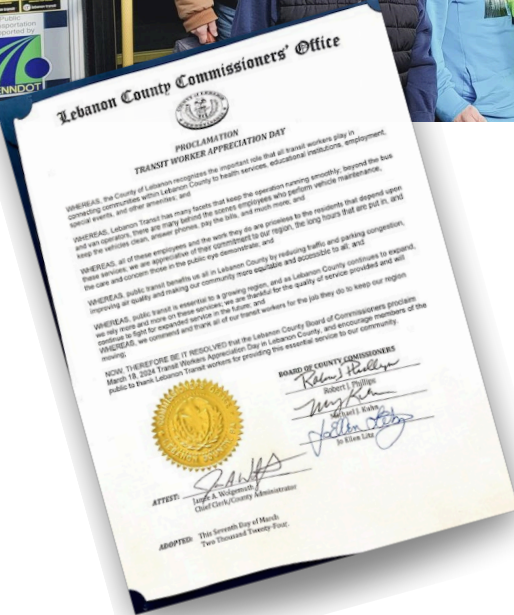 Public
nsportation
ported by
ENNDOT
Lebanon County Commissioners' Office
PROCLAMATION
TRANSIT WORKER APPRECIATION DAY
WHEREAS, the County of Lebanon recognizes the important role that all transit workers play in
connecting communities within Lebanon County to health services, educational institutions, employment,
special events, and other amenities; and
WHEREAS, Lebanon Transit has many facets that keep the operation running smoothly; beyond the bus
and van operators, there are many behind the scenes employees who perform vehicle maintenance,
keep the vehicles clean, answer phones, pay the bills, and much more; and
WHEREAS, all of these employees and the work they do are priceless to the residents that depend upon
these services; we are appreciative of their commitment to our region, the long hours that are put in, and
the care and concern those in the public eye demonstrate; and
WHEREAS, public transit benefits us all in Lebanon County by reducing traffic and parking congestion,
improving air quality and making our community more equitable and accessible to all; and
WHEREAS, public transit is essential to a growing region, and as Lebanon County continues to expand,
we rely more and more on these services; we are thankful for the quality of service provided and will
continue to fight for expanded service in the future; and
WHEREAS, we commend and thank all of our transit workers for the job they do to keep our region
moving;
NOW, THEREFORE BE IT RESOLVED that the Lebanon County Board of Commissioners proclaim
March 18, 2024 Transit Workers Appreciation Day in Lebanon County, and encourage members of the
public to thank Lebanon Transit workers for providing this essential service to our community.
BOARD OF COUNTY COMMISSIONERS
Robert J. Phillips
Michael J. Kuhn
Jo Ellen Litz
ATTEST:
Jamie A. Wolgemuth
Chief Clerk/County Administrator
ADOPTED: This Seventh Day of March
Two Thousand Twenty-Four.